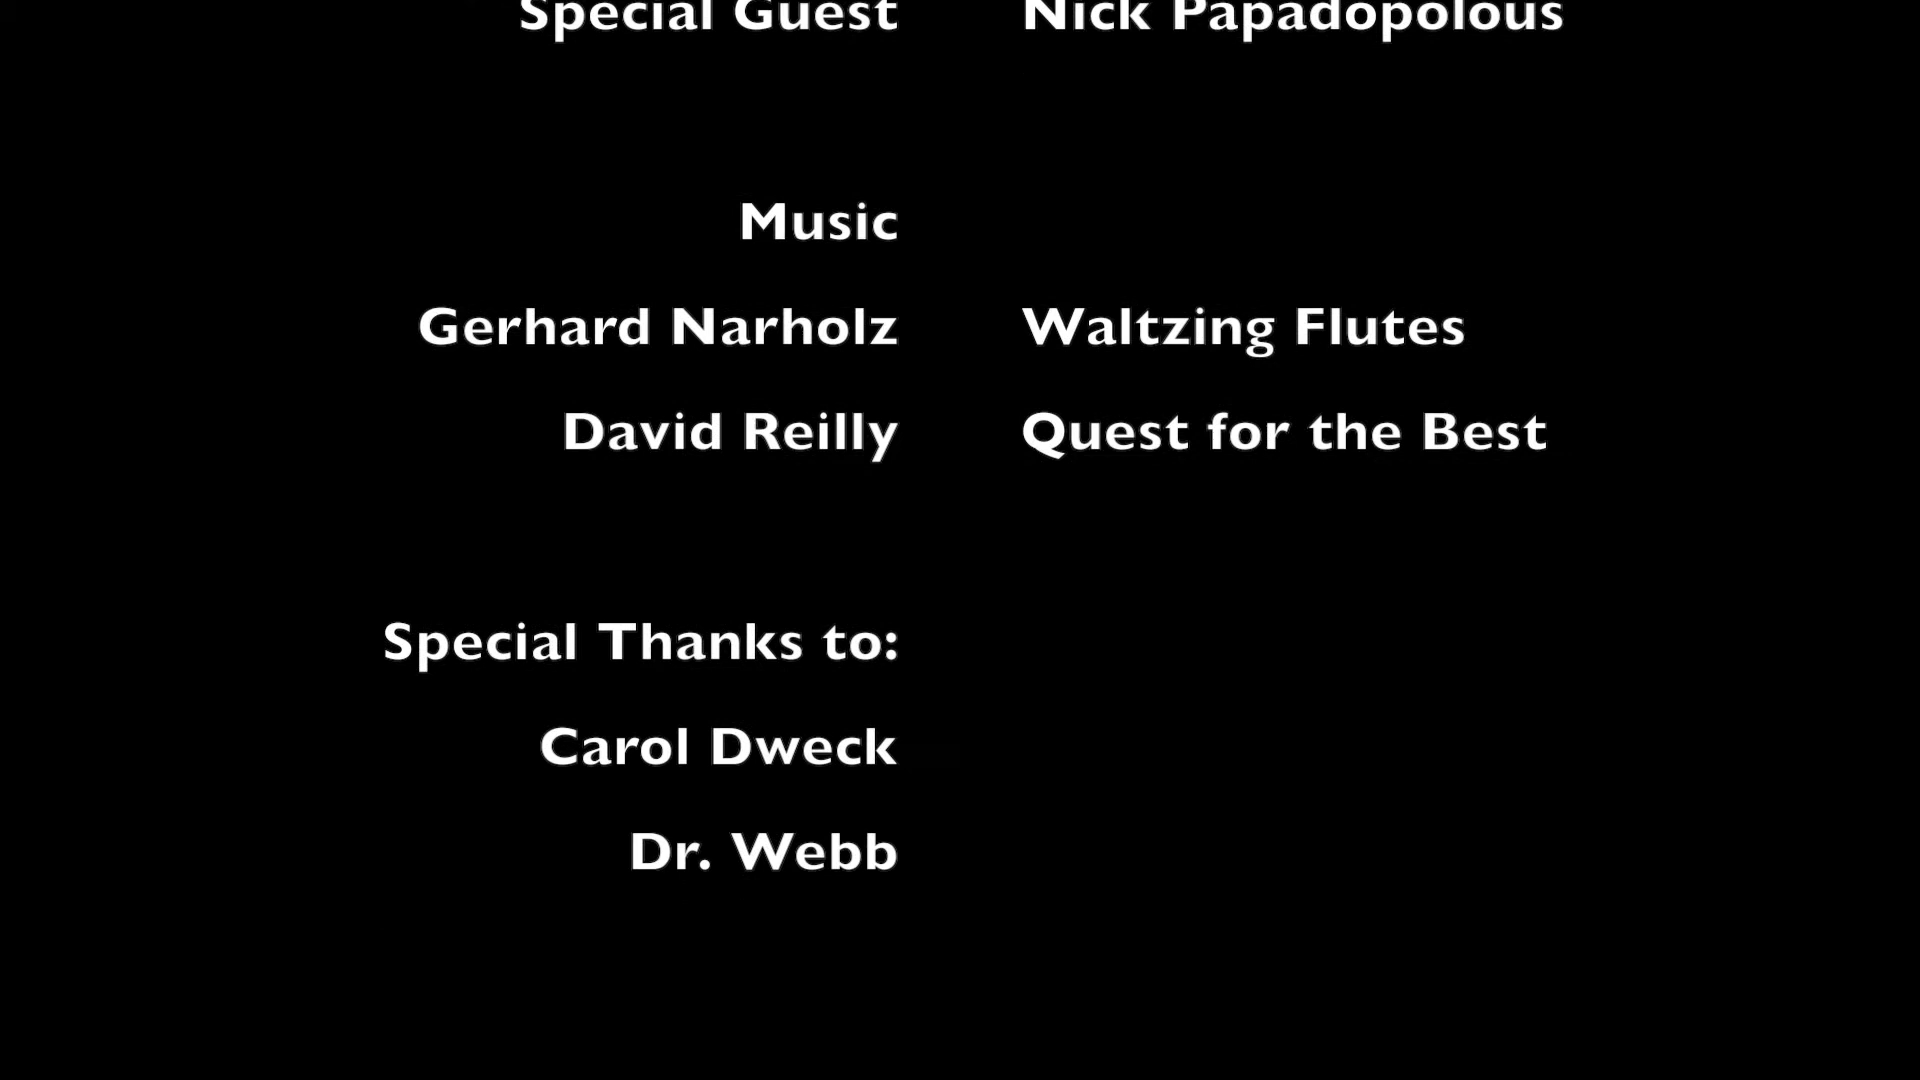 Special Guest Nick Papadopolous
Music
Gerhard Narholz Waltzing Flutes
David Reilly Quest for the Best
Special Thanks to:
Carol Dweck
Dr. Webb